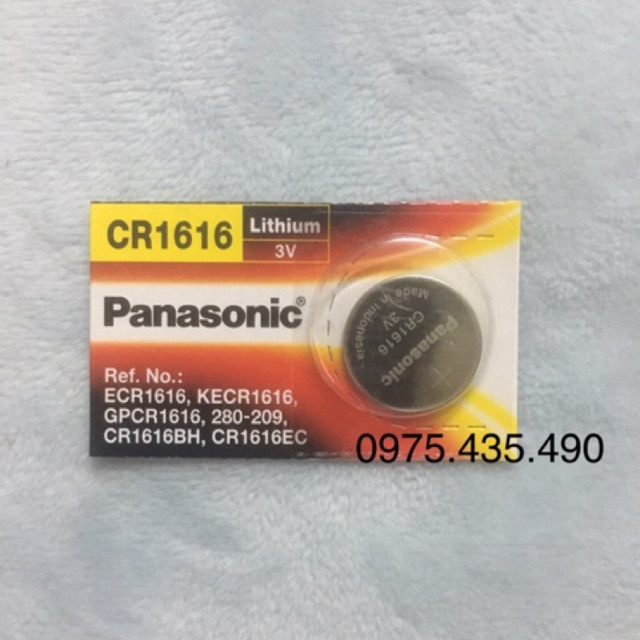 CR1616
Lithium
3V
Panasonic®
Ref. No.:
ECR1616, KECR1616,
GPCR1616, 280-209,
CR1616BH, CR1616EC
Panasonic
CR1616
3V
Made in Indonesia
+
0975.435.490